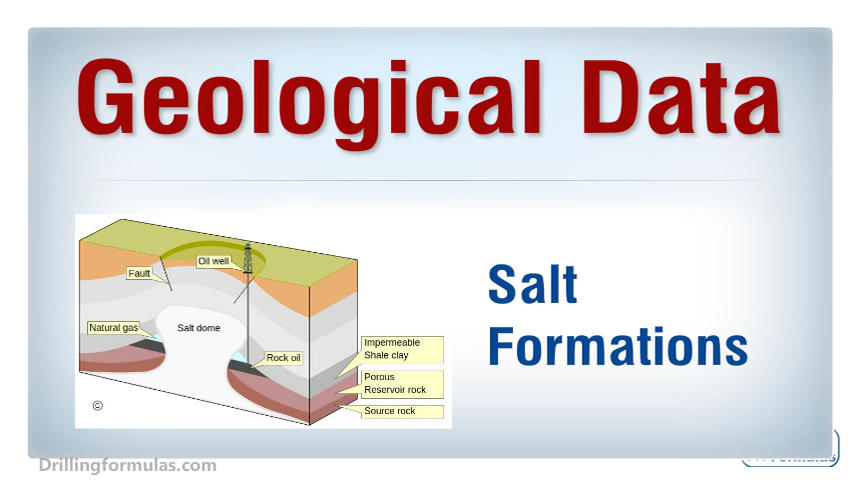 Geological Data
Fault
Oil well
Natural gas
Salt dome
Rock oil
Impermeable
Shale clay
Porous
Reservoir rock
Source rock
©
Salt
Formations
Drillingformulas.com